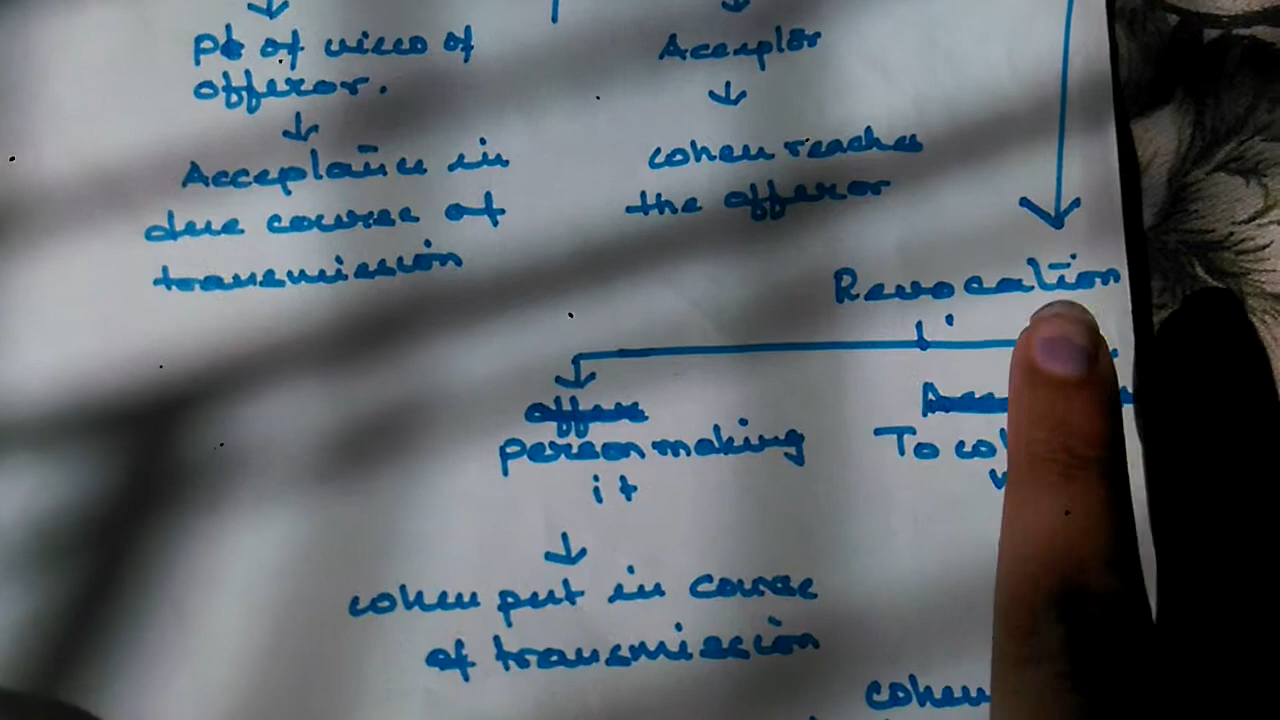 Pt of view of
offeror.
Acceptance in
due course of
transmission
Acceptor
when reaches
the offeror
Revocation
offer
person making
it
when put in course
of transmission
To
when